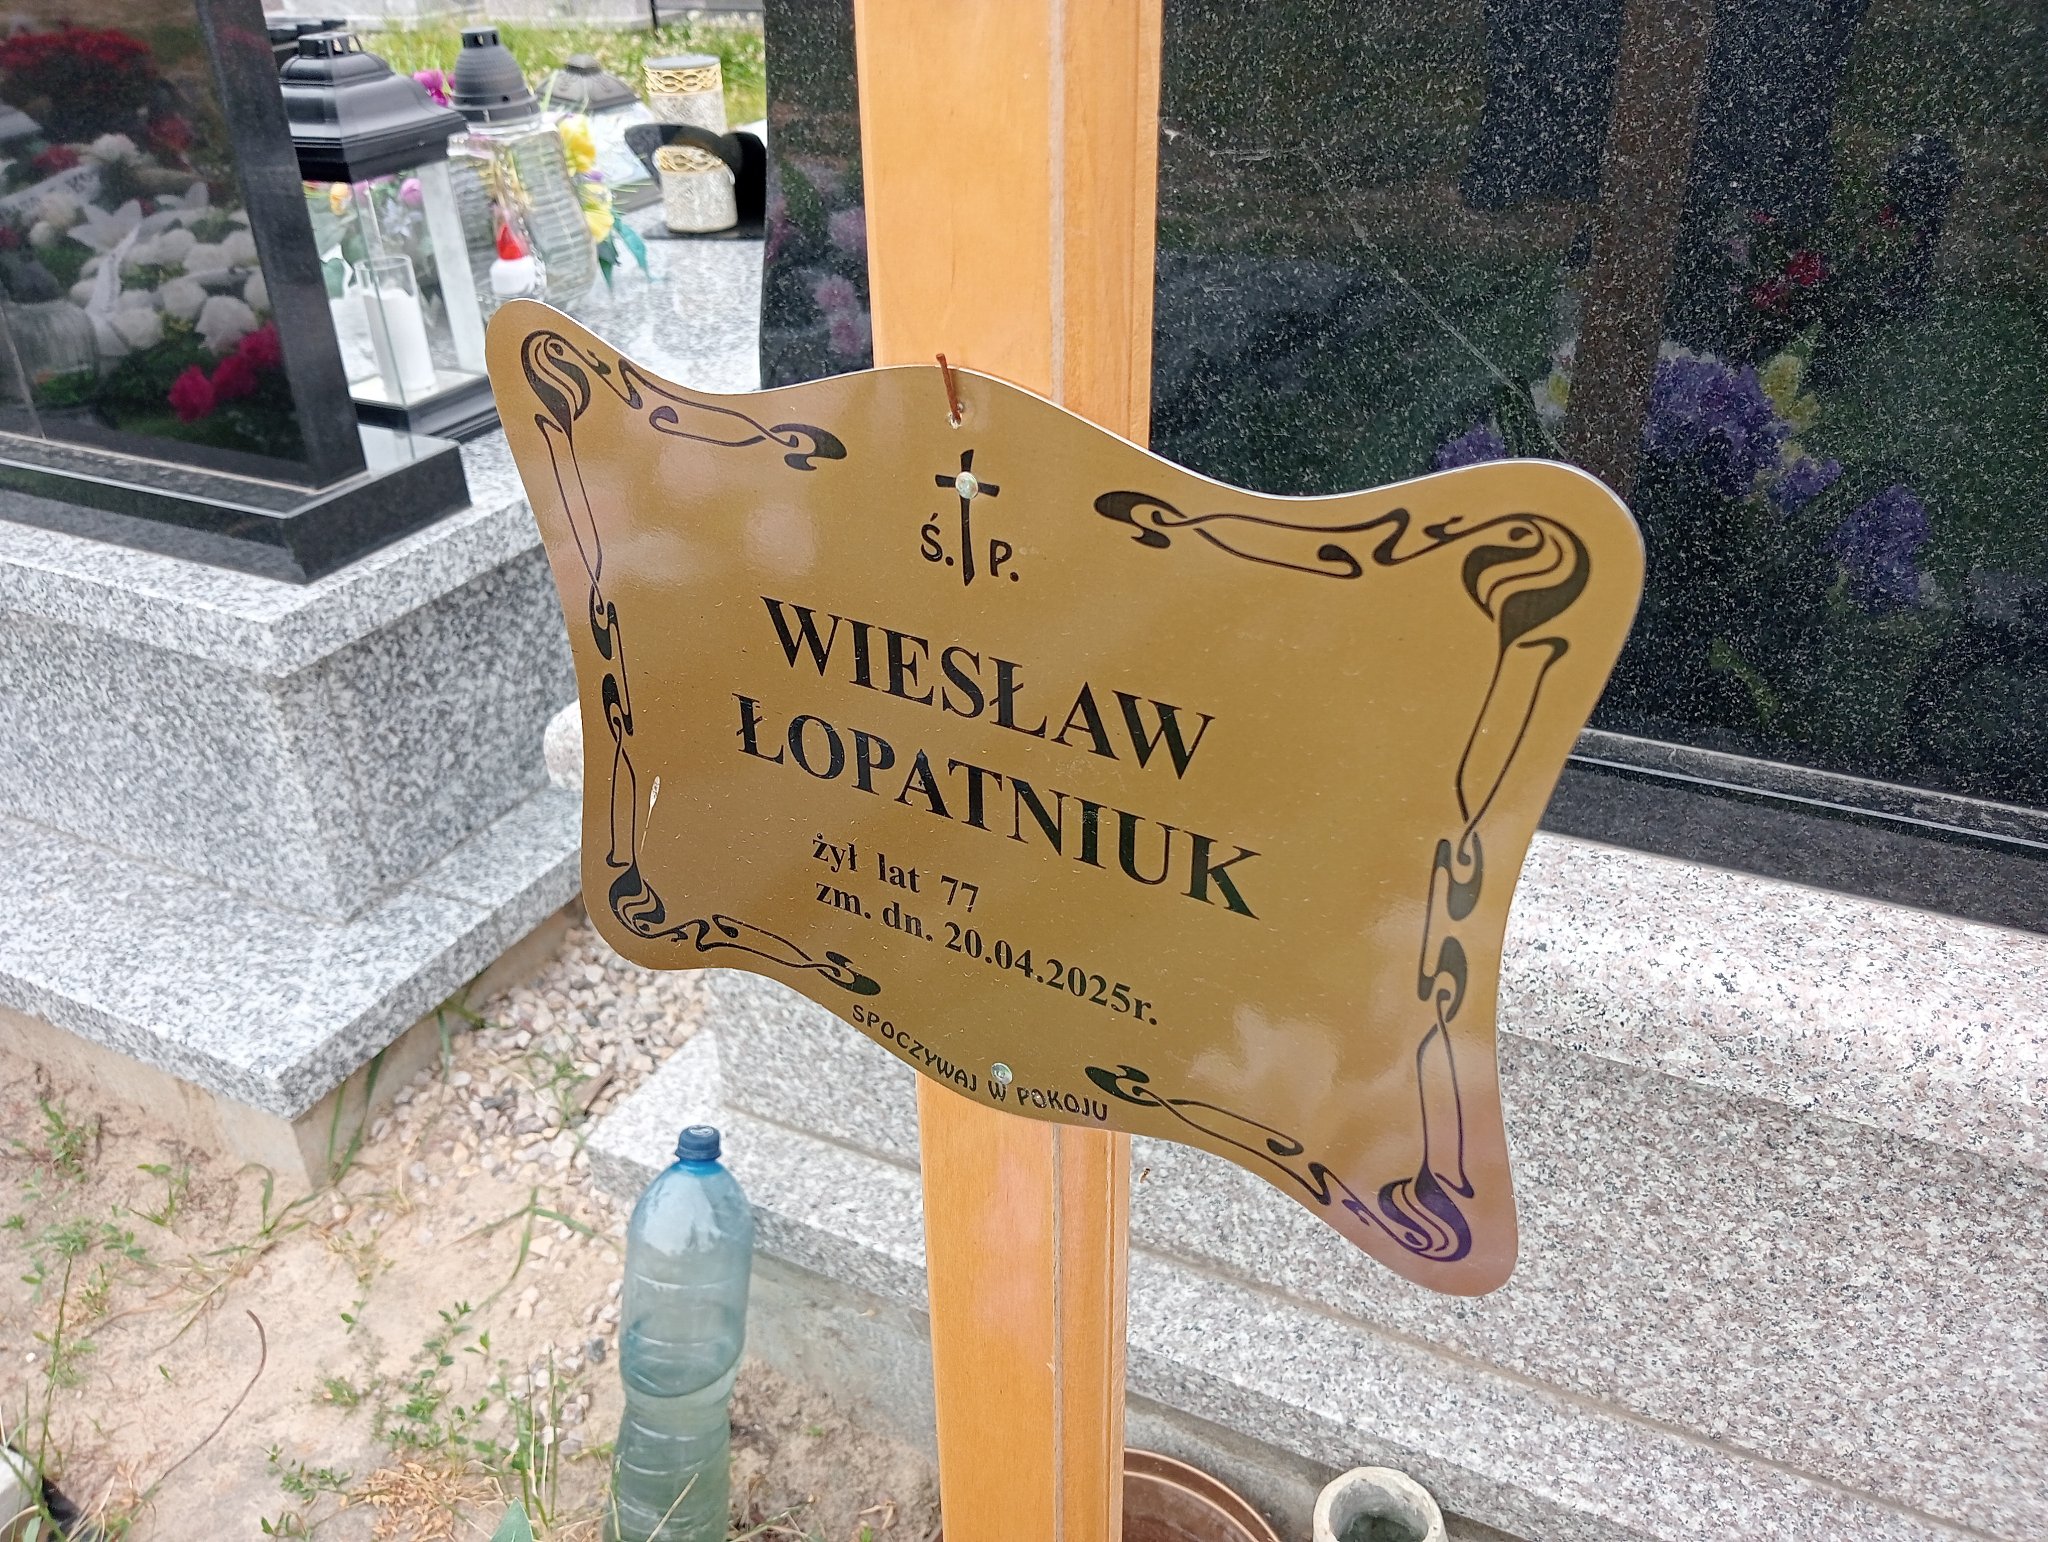 Ś. P.
WIESŁAW
ŁOPATNIUK
żył lat 77
zm. dn. 20.04.2025r.
SPOCZYWAJ W POKOJU